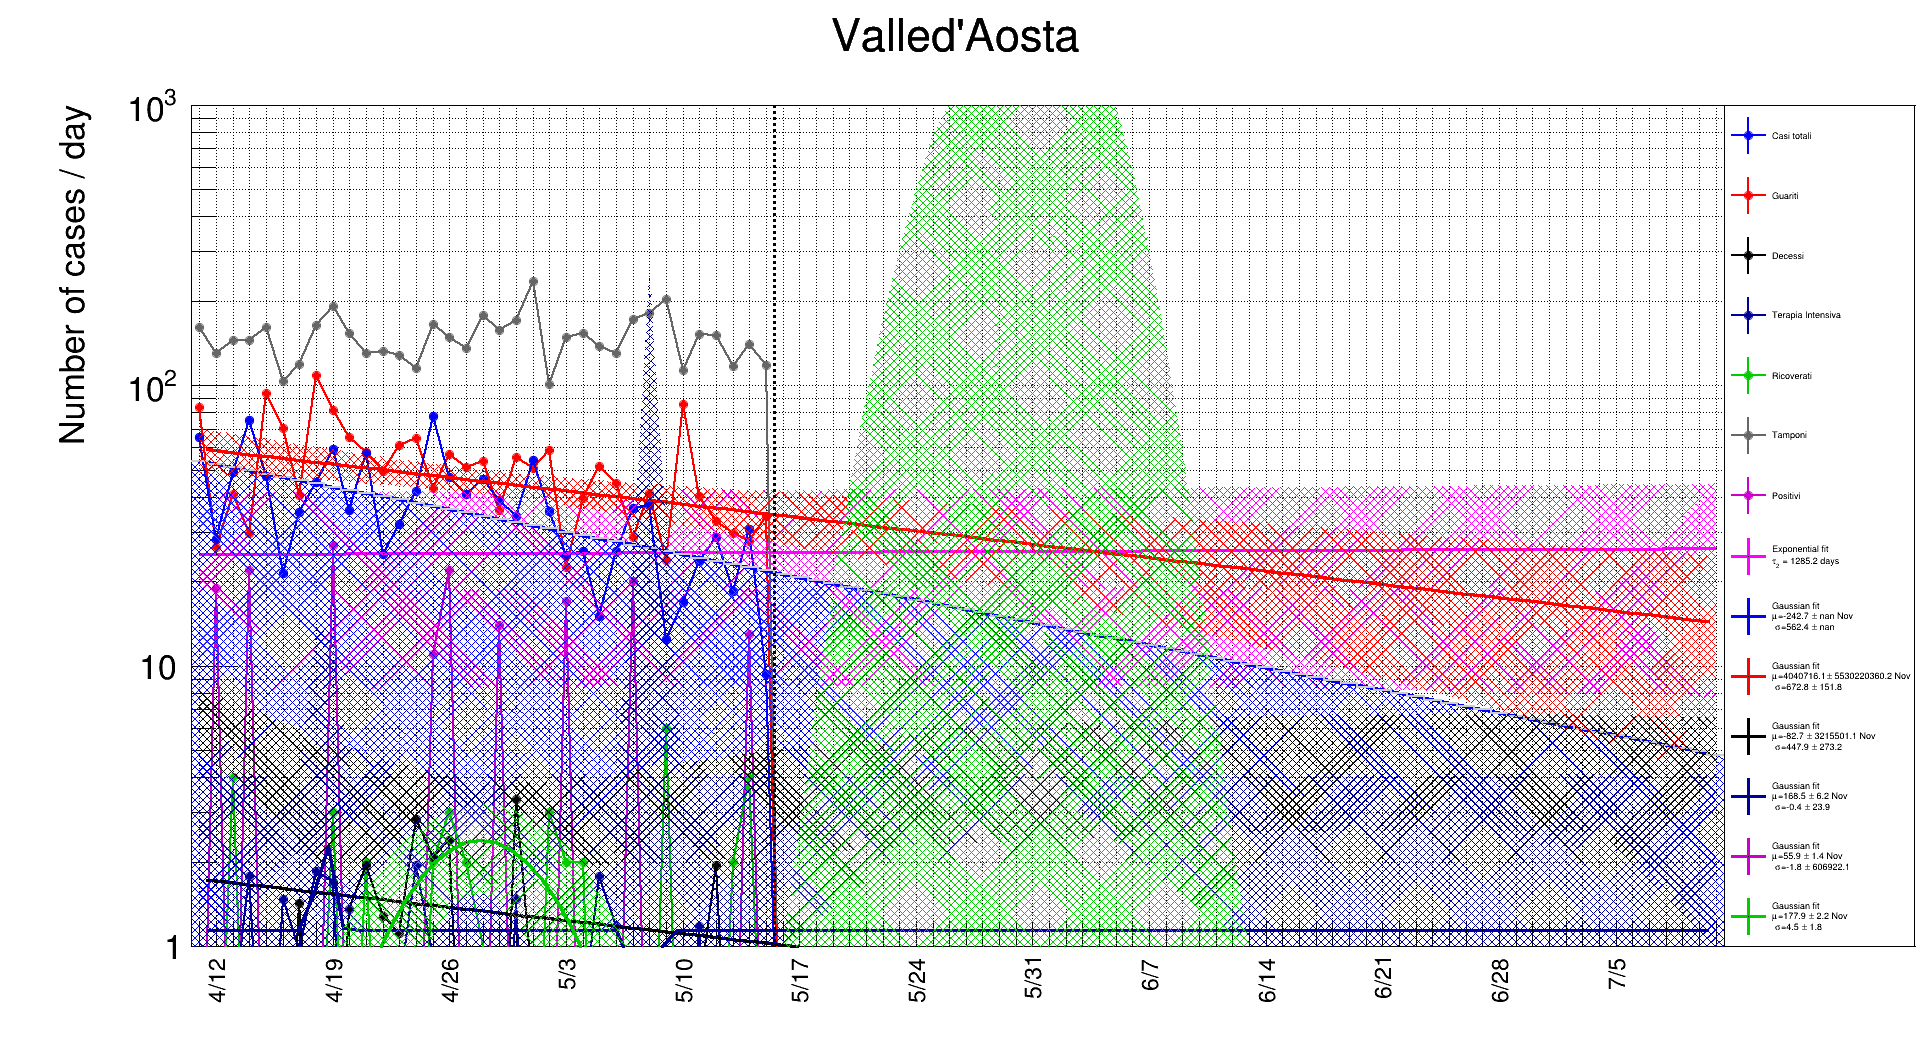 Valled'Aosta
Number of cases / day
10³
10²
10
1
4/12
4/19
4/26
5/3
5/10
5/17
5/24
5/31
6/7
6/14
6/21
6/28
7/5
Casi totali
Guariti
Decessi
Terapia Intensiva
Ricoverati
Tamponi
Positivi
Exponential fit
τ₂ = 1285.2 days
Gaussian fit
μ=-242.7 ± nan Nov
σ=562.4 ± nan
Gaussian fit
μ=4040716.1± 5530220360.2 Nov
σ=672.8 ± 151.8
Gaussian fit
μ=-82.7 ± 3215501.1 Nov
σ=447.9 ± 273.2
Gaussian fit
μ=168.5 ± 6.2 Nov
σ=-0.4 ± 23.9
Gaussian fit
μ=55.9 ± 1.4 Nov
σ=-1.8 ± 606922.1
Gaussian fit
μ=177.9 ± 2.2 Nov
σ=4.5 ± 1.8